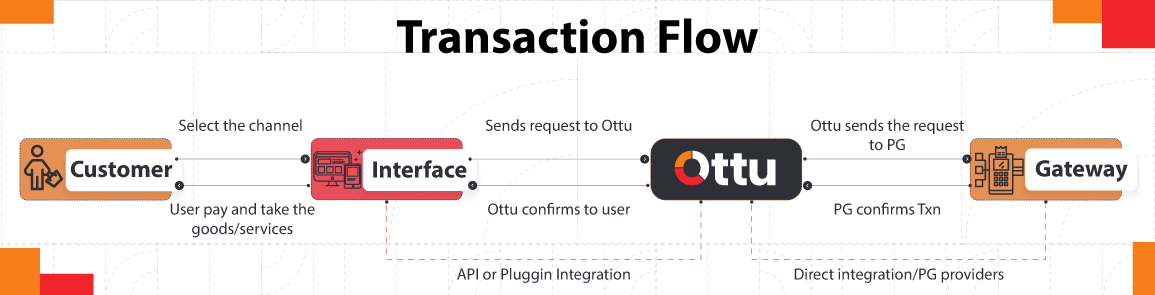 Transaction Flow
Select the channel
Sends request to Ottu
Ottu sends the request
to PG
Customer
Interface
Ottu
Gateway
User pay and take the
goods/services
Ottu confirms to user
PG confirms Txn
API or Pluggin Integration
Direct integration/PG providers